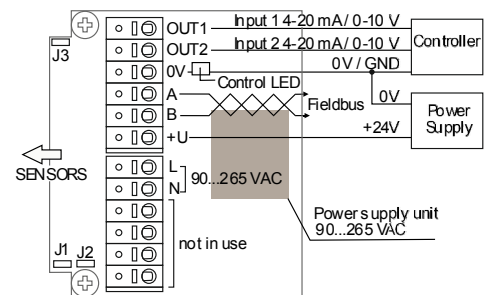 OUT1 Input 1 4-20 mA / 0-10 V
OUT2 Input 2 4-20 mA / 0-10 V
Controller
J3
0V 0V / GND
Control LED
A
B
Fieldbus
0V
Power Supply
+U +24V
SENSORS
L
N
90...265 VAC
Power supply unit
90...265 VAC
not in use
J1 J2